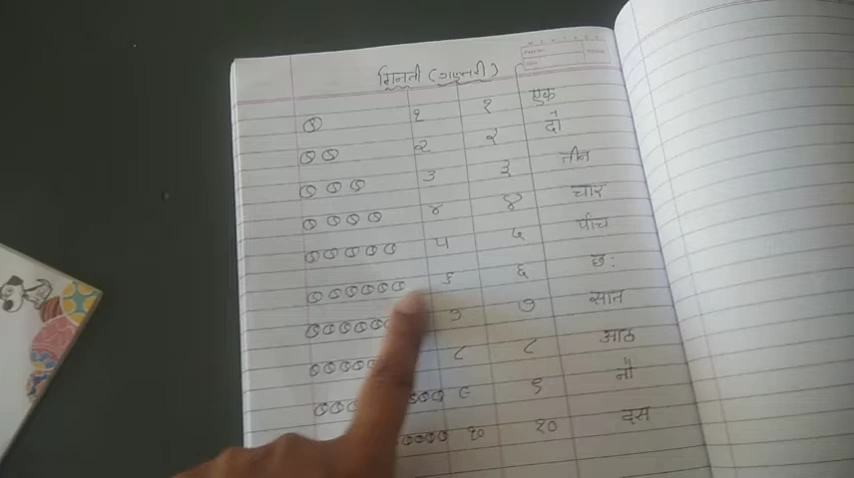 गिनती (गणनरी)
१ १ एक
२ २ दो
३ ३ तीन
४ ४ चार
५ ५ पाँच
६ ६ छः
७ ७ सात
८ ८ आठ
९ ९ नौ
१० १० दस